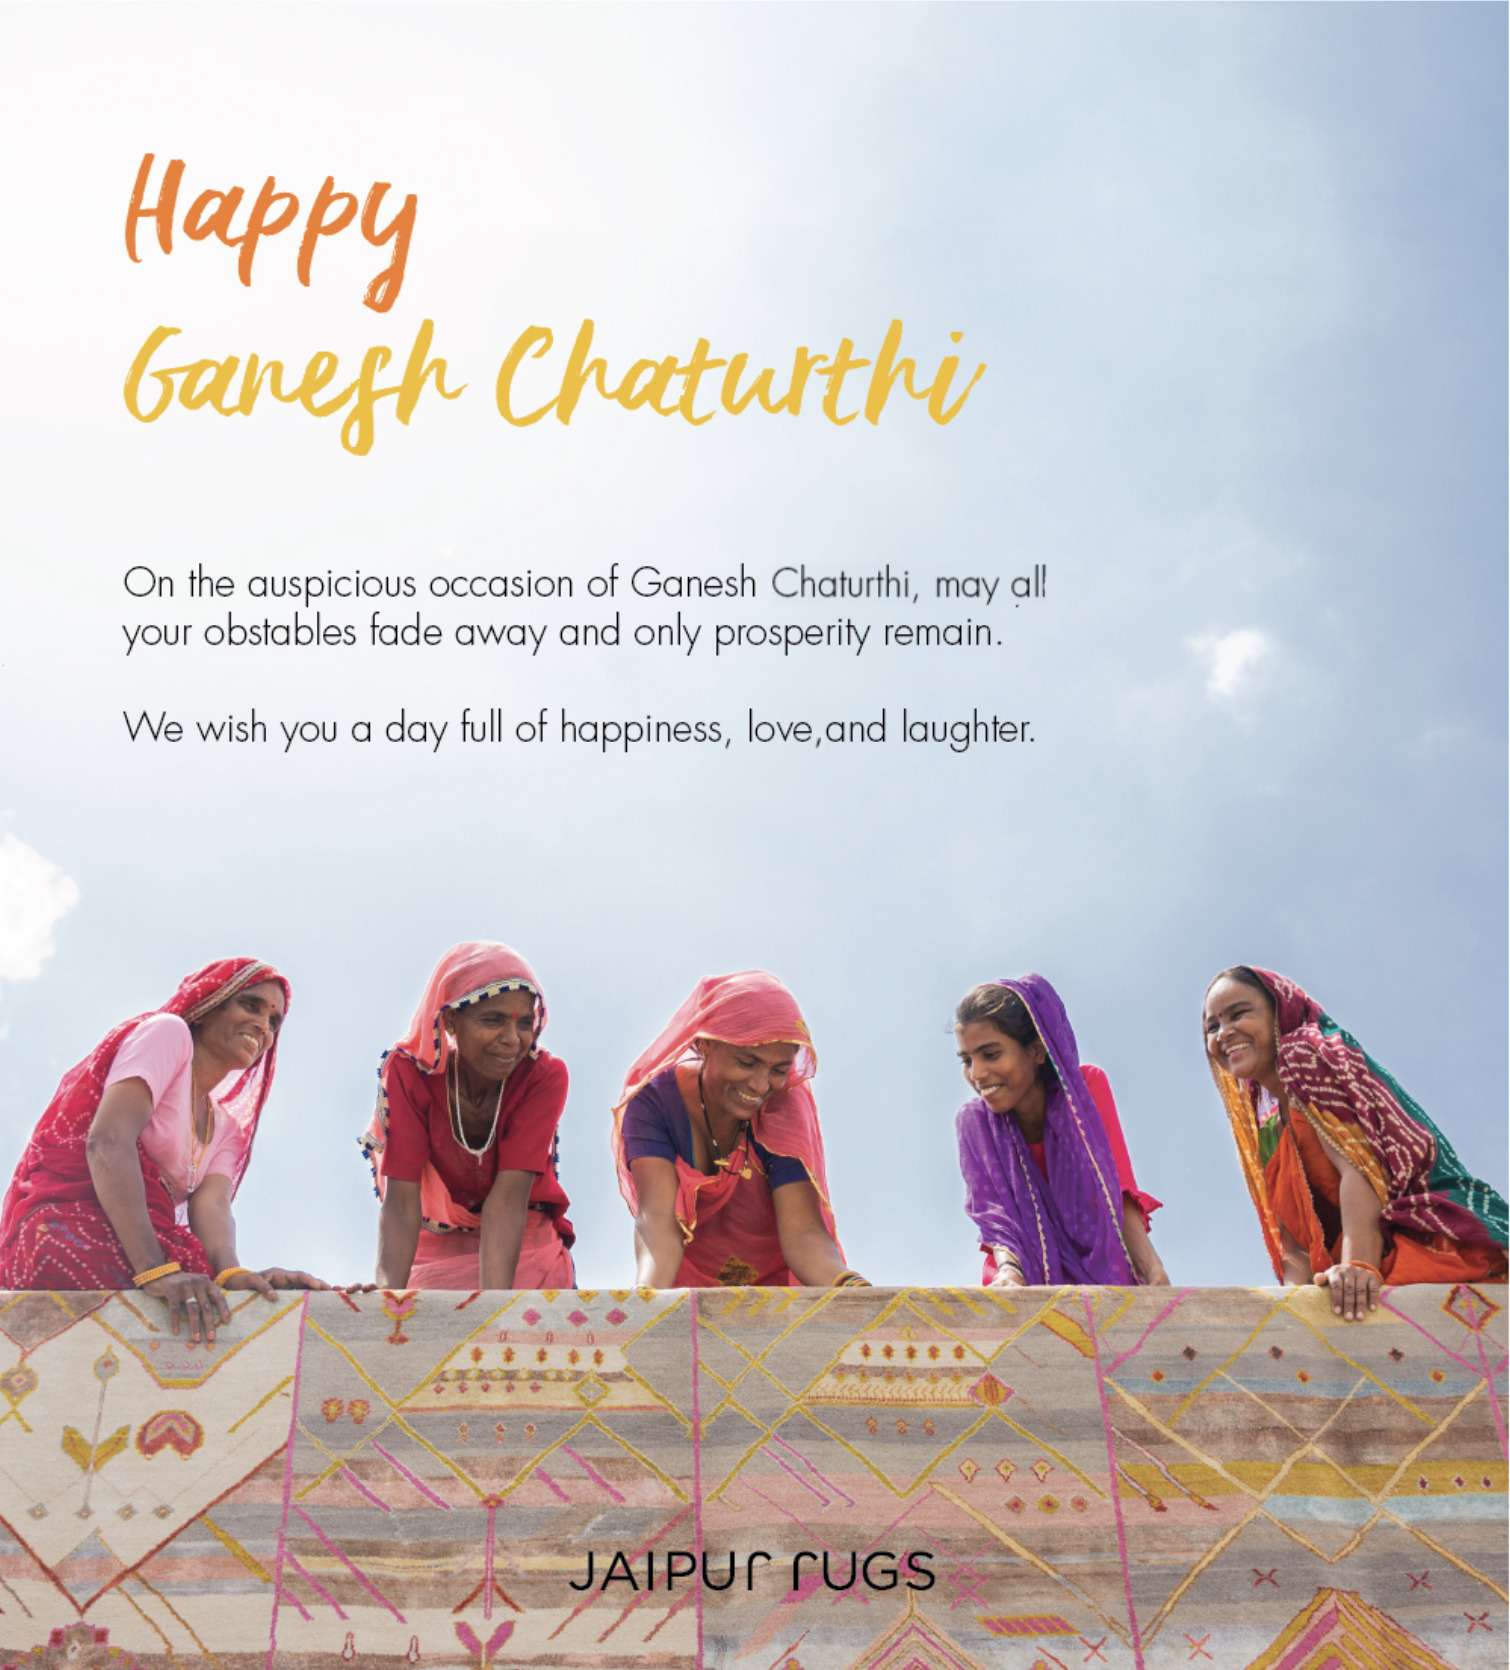 Happy
Ganesh Chaturthi
On the auspicious occasion of Ganesh Chaturthi, may all
your obstables fade away and only prosperity remain.
We wish you a day full of happiness, love,and laughter.
JAIPUR RUGS